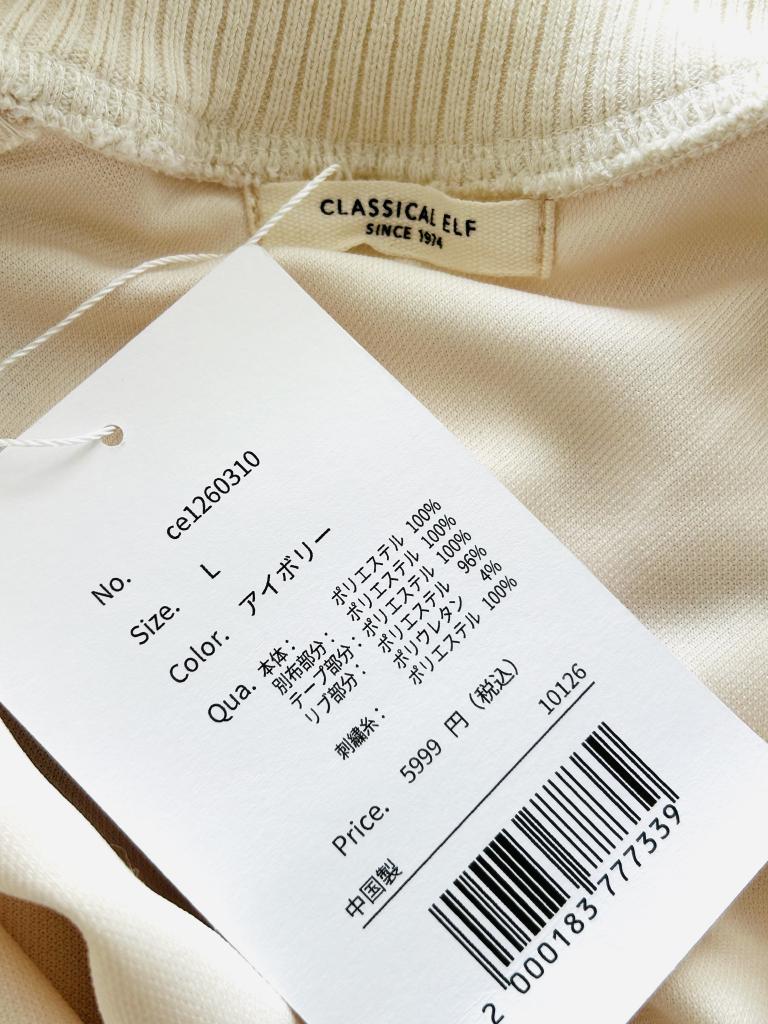 CLASSICAL ELF
SINCE 1974
No. ce1260310
Size. L
Color. アイボリー
Qua. 本体: ポリエステル 100%
別布部分: ポリエステル 100%
テープ部分: ポリエステル 100%
リブ部分: ポリエステル 96%
ポリウレタン 4%
刺繍糸: ポリエステル 100%
Price. 5999 円 (税込)
中国製 10126
2 000183 777339